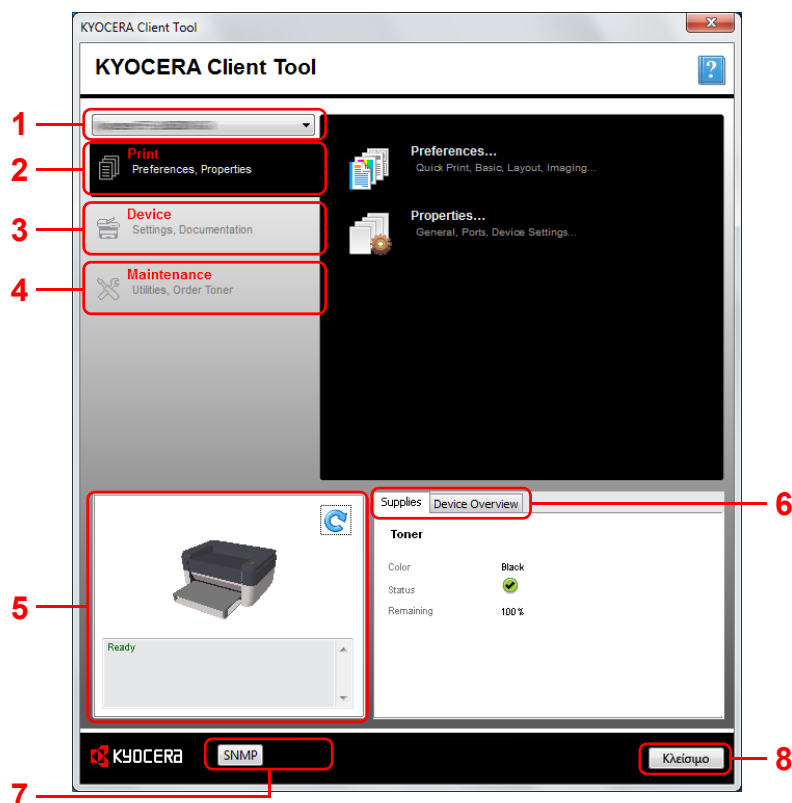 KYOCERA Client Tool
KYOCERA Client Tool
?
1
2
Print
Preferences, Properties
3
Device
Settings, Documentation
4
Maintenance
Utilities, Order Toner
Preferences...
Quick Print, Basic, Layout, Imaging...
Properties...
General, Ports, Device Settings...
5
Ready
Supplies
Device Overview
6
Toner
Color Black
Status
Remaining 100 %
KYOCERA
SNMP
7
Κλείσιμο
8